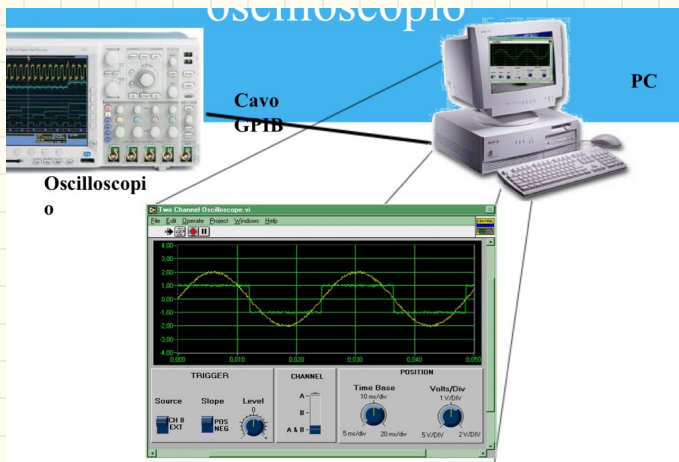 oscilloscopio
PC
Cavo
GPIB
Oscilloscopi
o
Two Channel Oscilloscope.vi
File Edit Operate Project Windows Help
4,00
3,00
2,00
1,00
0,00
-1,00
-2,00
-3,00
-4,00
0,000 0,010 0,020 0,030 0,040 0,050
TRIGGER
CHANNEL
POSITION
Source Slope Level
0
CH B
EXT
POS
NEG
A
B
A & B
Time Base
10 ms/div
5 ms/div 20 ms/div
Volts/Div
1 V/DIV
.5 V/DIV 2 V/DIV